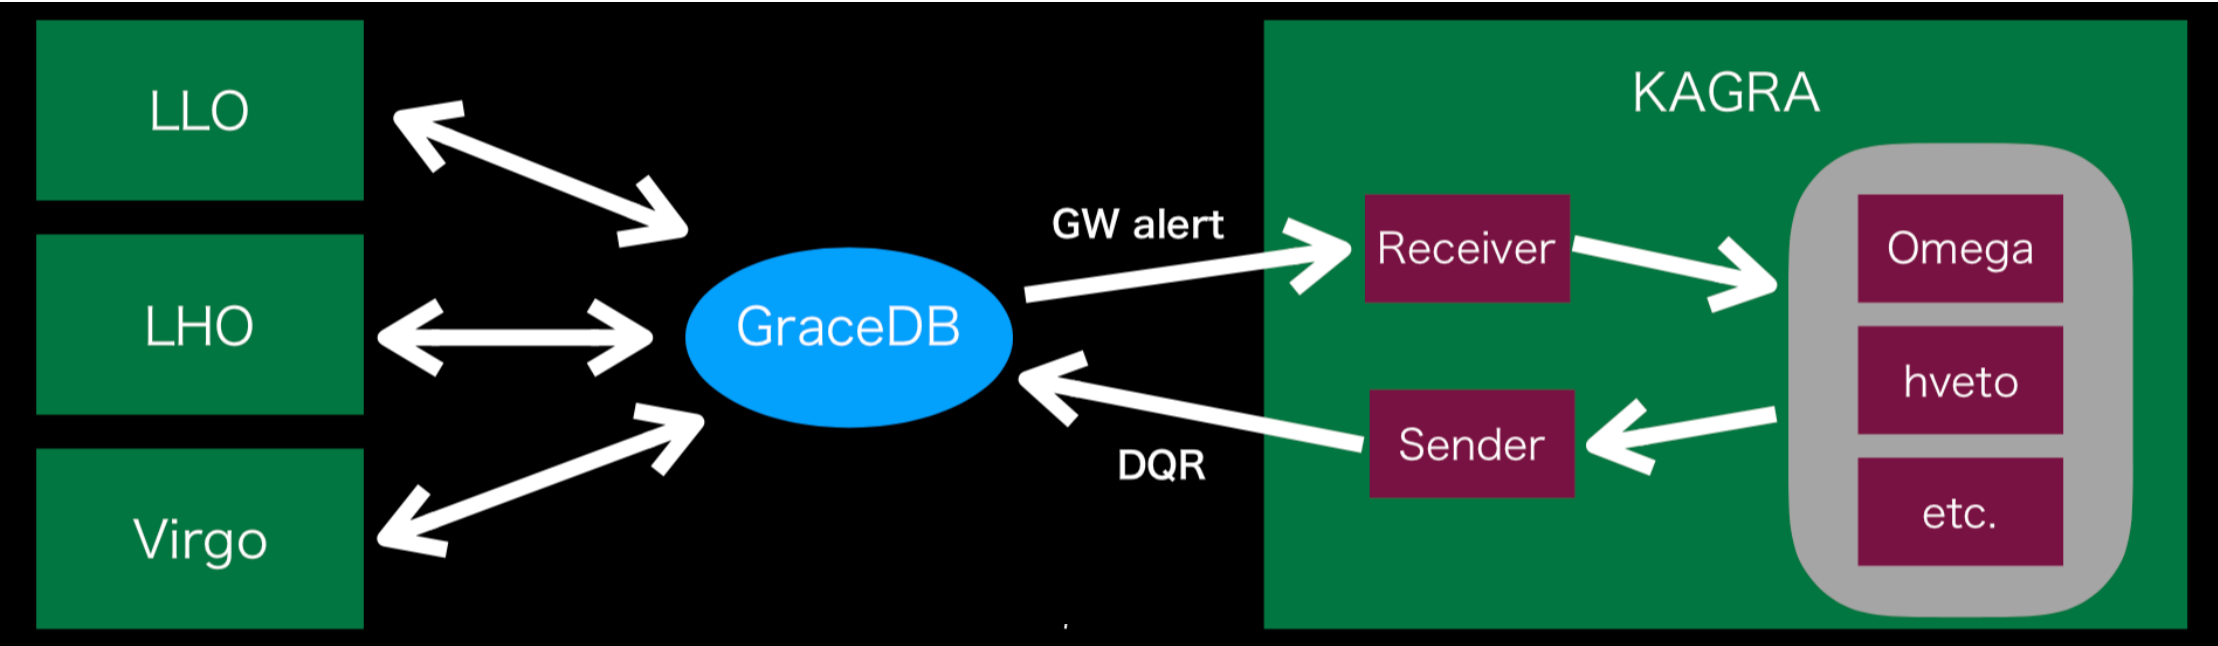 LLO
LHO
Virgo
GraceDB
GW alert
DQR
KAGRA
Receiver
Sender
Omega
hveto
etc.